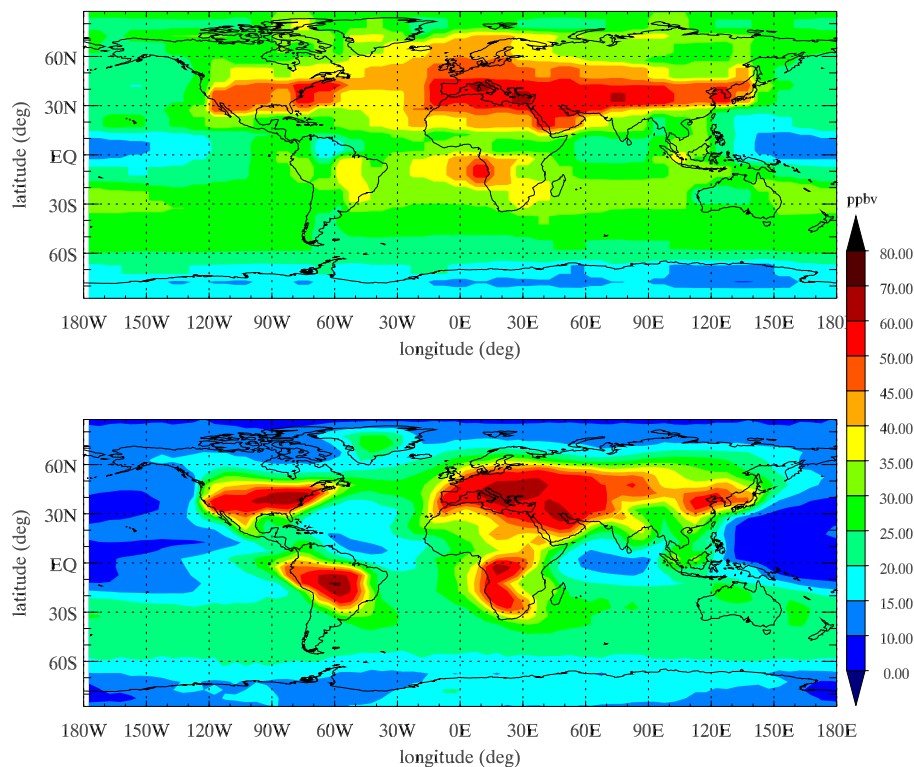 60N
30N
EQ
30S
60S
latitude (deg)
180W 150W 120W 90W 60W 30W 0E 30E 60E 90E 120E 150E 180E
longitude (deg)
ppbv
80.00
70.00
60.00
50.00
45.00
40.00
35.00
30.00
25.00
20.00
15.00
10.00
0.00
60N
30N
EQ
30S
60S
latitude (deg)
180W 150W 120W 90W 60W 30W 0E 30E 60E 90E 120E 150E 180E
longitude (deg)